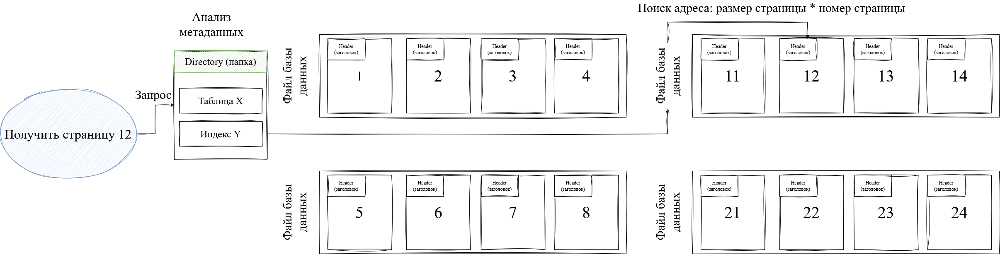 Поиск адреса: размер страницы * номер страницы
Анализ
метаданных
Directory (папка)
Таблица X
Индекс Y
Запрос
Получить страницу 12
Файл базы
данных
Header
(заголовок)
1
Header
(заголовок)
2
Header
(заголовок)
3
Header
(заголовок)
4
Файл базы
данных
Header
(заголовок)
11
Header
(заголовок)
12
Header
(заголовок)
13
Header
(заголовок)
14
Файл базы
данных
Header
(заголовок)
5
Header
(заголовок)
6
Header
(заголовок)
7
Header
(заголовок)
8
Файл базы
данных
Header
(заголовок)
21
Header
(заголовок)
22
Header
(заголовок)
23
Header
(заголовок)
24